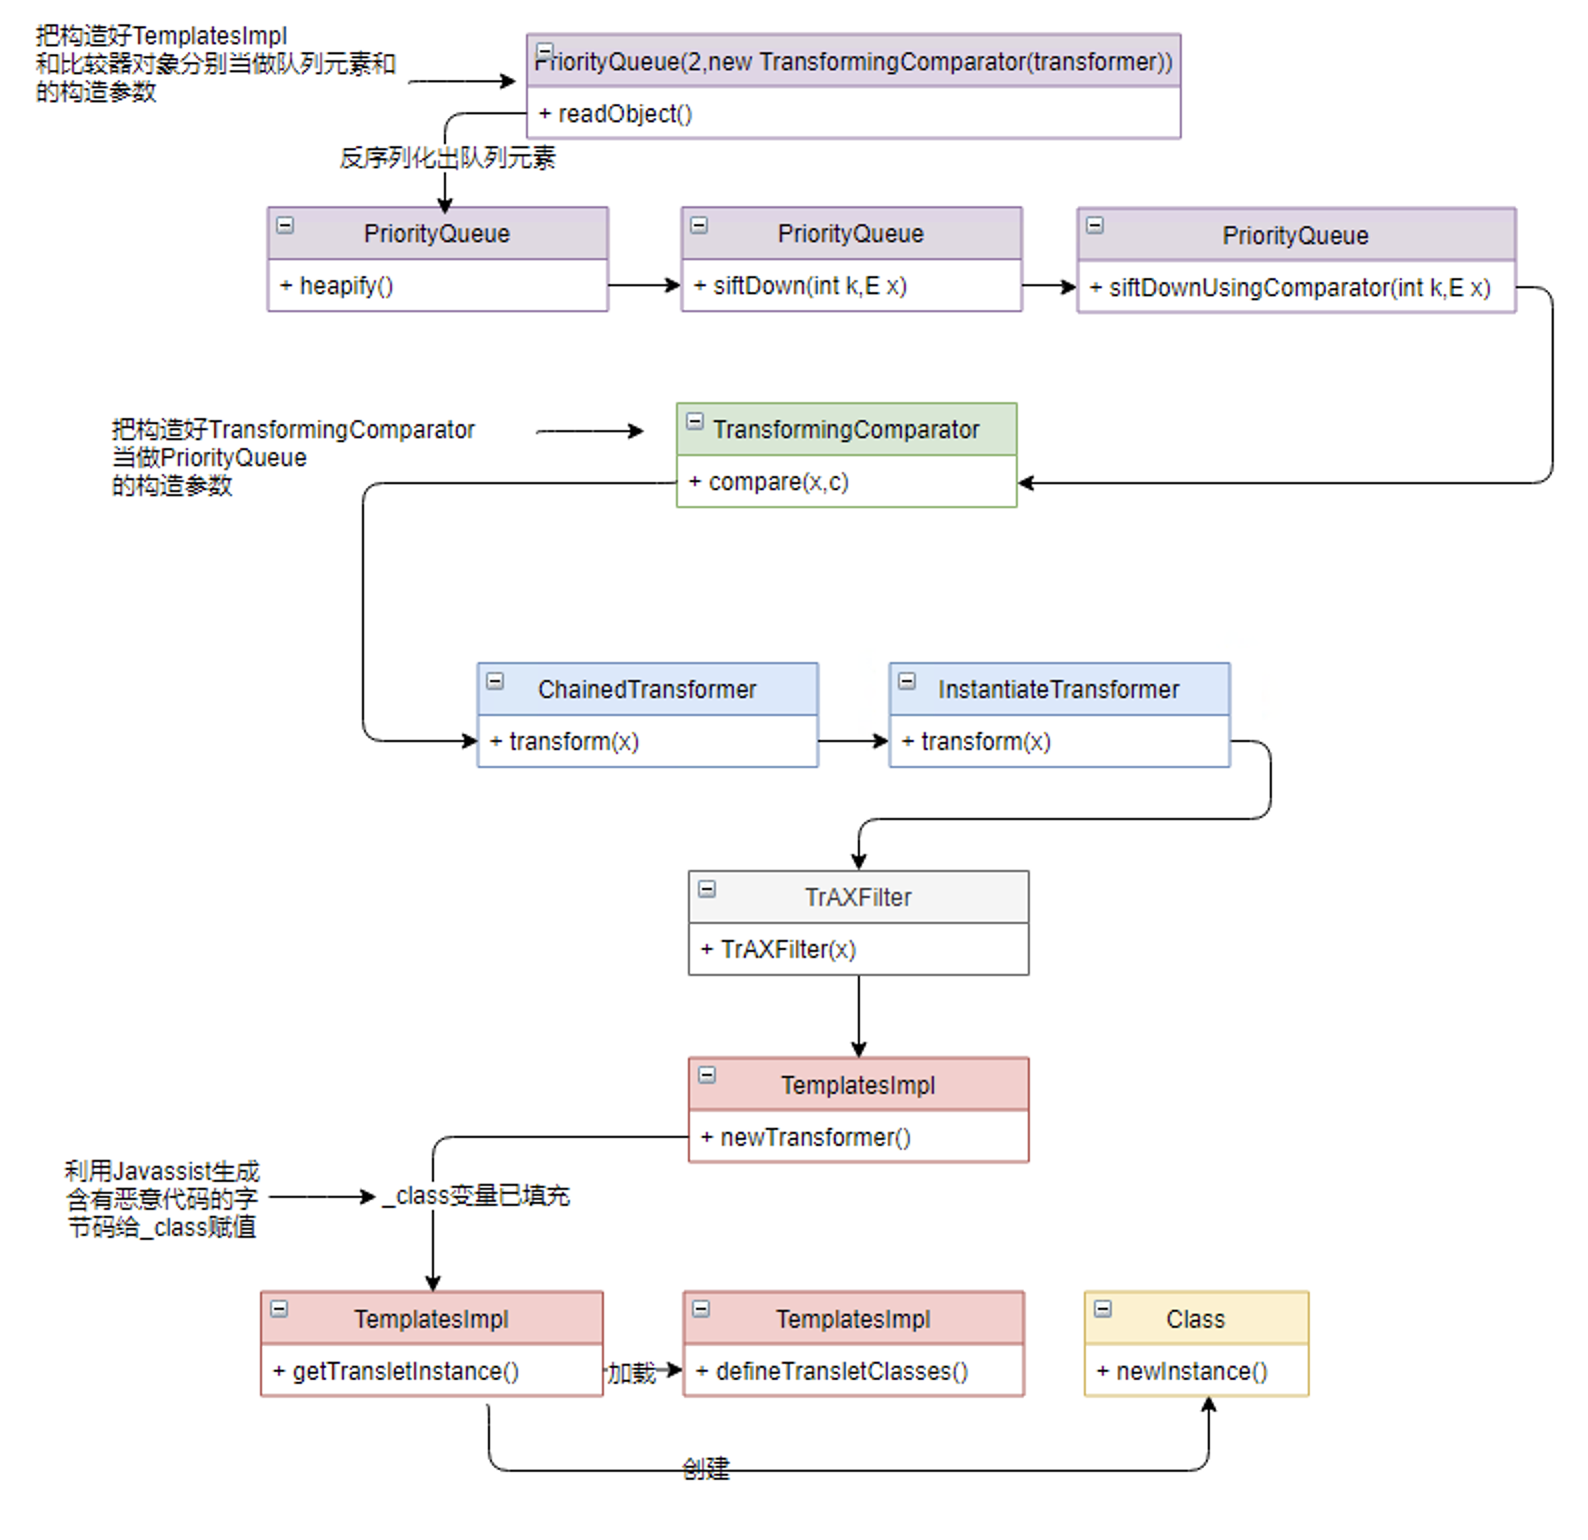 把构造好TemplatesImpl
和比较器对象分别当做队列元素和
的构造参数
PriorityQueue(2,new TransformingComparator(transformer))
+ readObject()
反序列化出队列元素
PriorityQueue
+ heapify()
PriorityQueue
+ siftDown(int k,E x)
PriorityQueue
+ siftDownUsingComparator(int k,E x)
把构造好TransformingComparator
当做PriorityQueue
的构造参数
TransformingComparator
+ compare(x,c)
ChainedTransformer
+ transform(x)
InstantiateTransformer
+ transform(x)
TrAXFilter
+ TrAXFilter(x)
TemplatesImpl
+ newTransformer()
利用Javassist生成
含有恶意代码的字
节码给_class赋值
_class变量已填充
TemplatesImpl
+ getTransletInstance()
加载
TemplatesImpl
+ defineTransletClasses()
Class
+ newInstance()
创建